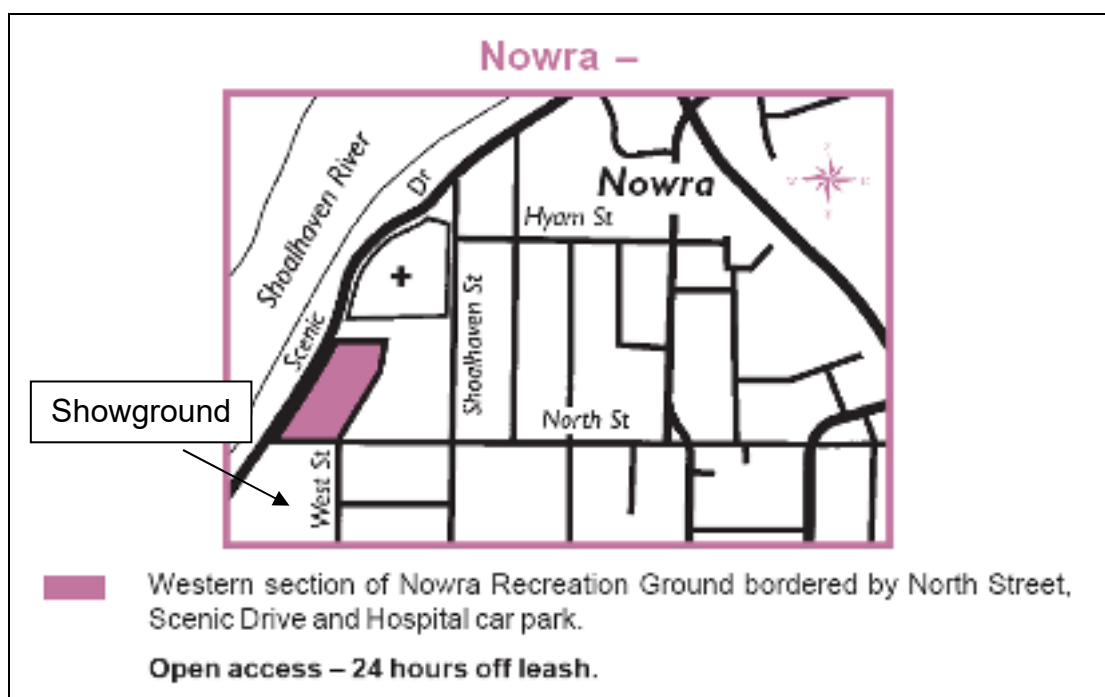 Nowra –
Shoalhaven River
Scenic
Dr
Nowra
Hyam St
Shoalhaven St
North St
Showground
West St
Western section of Nowra Recreation Ground bordered by North Street,
Scenic Drive and Hospital car park.
Open access – 24 hours off leash.